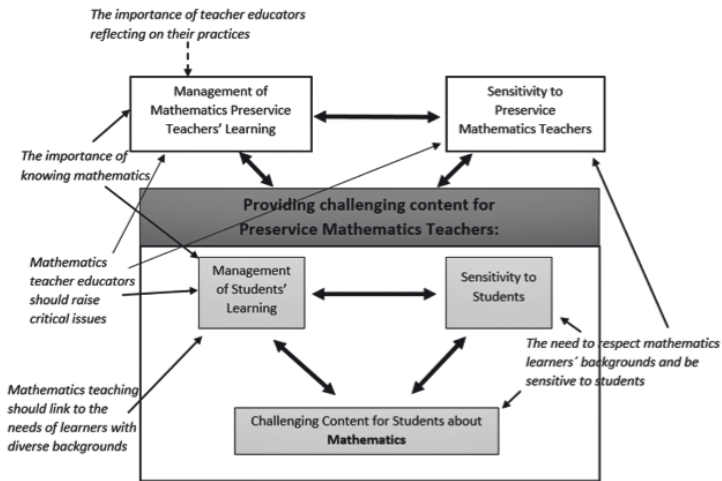 The importance of teacher educators
reflecting on their practices
Management of
Mathematics Preservice
Teachers' Learning
Sensitivity to
Preservice
Mathematics Teachers
The importance of
knowing mathematics
Providing challenging content for
Preservice Mathematics Teachers:
Mathematics
teacher educators
should raise
critical issues
Management
of Students'
Learning
Sensitivity to
Students
The need to respect mathematics
learners´ backgrounds and be
sensitive to students
Mathematics teaching
should link to the
needs of learners with
diverse backgrounds
Challenging Content for Students about
Mathematics